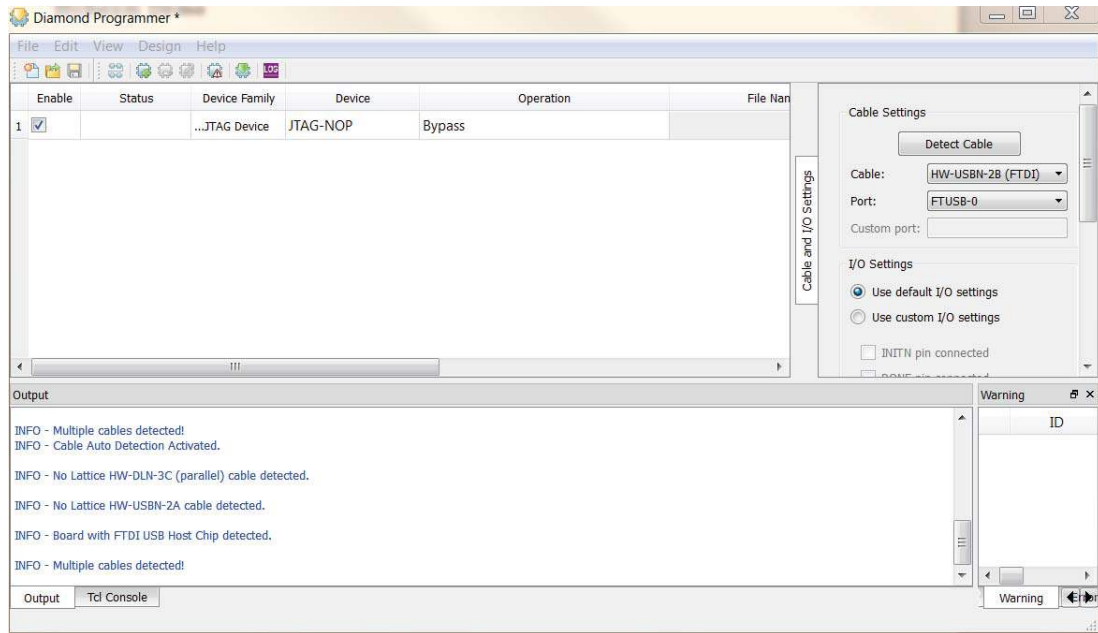 Diamond Programmer *
File Edit View Design Help
LOG
Enable Status Device Family Device Operation File Nan
1 ...JTAG Device JTAG-NOP Bypass
Cable and I/O Settings
Cable Settings
Detect Cable
Cable: HW-USBN-2B (FTDI)
Port: FTUSB-0
Custom port:
I/O Settings
Use default I/O settings
Use custom I/O settings
INITN pin connected
Output
INFO - Multiple cables detected!
INFO - Cable Auto Detection Activated.
INFO - No Lattice HW-DLN-3C (parallel) cable detected.
INFO - No Lattice HW-USBN-2A cable detected.
INFO - Board with FTDI USB Host Chip detected.
INFO - Multiple cables detected!
Output Tcl Console
Warning
ID
Warning